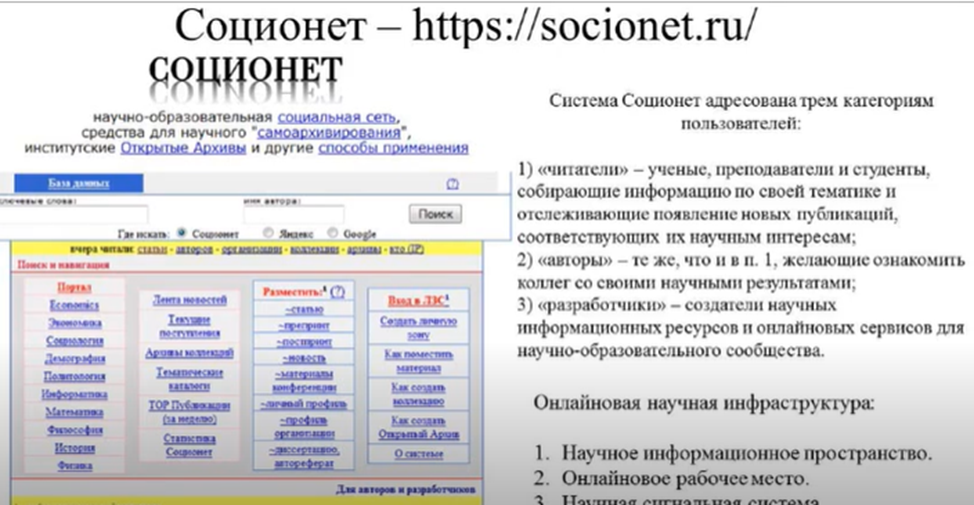 Соционет – https://socionet.ru/
СОЦИОНЕТ
научно-образовательная социальная сеть,
средства для научного "самоархивирования",
институтские Открытые Архивы и другие способы применения
База данных (?)
ключевые слова: имя автора:
Поиск
Где искать: Соционет Яндекс Google
вчера читали: статьи - авторов - организации - коллекции - архивы - кто (IP)
Поиск и навигация
Портал
Economics
Экономика
Социология
Демография
Политология
Информатика
Математика
Философия
История
Физика
Лента новостей
Текущие
поступления
Архивы коллекций
Тематические
каталоги
TOP Публикации
(за неделю)
Статистика
Соционет
Разместить:¹ (?)
~статью
~препринт
~постпринт
~новость
~материалы
конференции
~личный профиль
~профиль
организации
~диссертацию,
автореферат
Вход в ЛЗС¹
Создать личную
зону
Как поместить
материал
Как создать
коллекцию
Как создать
Открытый Архив
О системе
Для авторов и разработчиков
Система Соционет адресована трем категориям
пользователей:
1) «читатели» – ученые, преподаватели и студенты,
собирающие информацию по своей тематике и
отслеживающие появление новых публикаций,
соответствующих их научным интересам;
2) «авторы» – те же, что и в п. 1, желающие ознакомить
коллег со своими научными результатами;
3) «разработчики» – создатели научных
информационных ресурсов и онлайновых сервисов для
научно-образовательного сообщества.
Онлайновая научная инфраструктура:
1. Научное информационное пространство.
2. Онлайновое рабочее место.
3. Научная сигнальная система